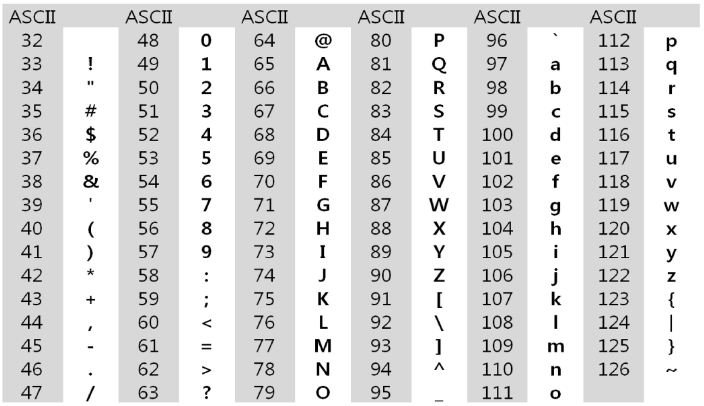 ASCII ASCII ASCII ASCII ASCII ASCII
32 48 0 64 @ 80 P 96 ` 112 p
33 ! 49 1 65 A 81 Q 97 a 113 q
34 " 50 2 66 B 82 R 98 b 114 r
35 # 51 3 67 C 83 S 99 c 115 s
36 $ 52 4 68 D 84 T 100 d 116 t
37 % 53 5 69 E 85 U 101 e 117 u
38 & 54 6 70 F 86 V 102 f 118 v
39 ' 55 7 71 G 87 W 103 g 119 w
40 ( 56 8 72 H 88 X 104 h 120 x
41 ) 57 9 73 I 89 Y 105 i 121 y
42 * 58 : 74 J 90 Z 106 j 122 z
43 + 59 ; 75 K 91 [ 107 k 123 {
44 , 60 < 76 L 92 \ 108 l 124 |
45 - 61 = 77 M 93 ] 109 m 125 }
46 . 62 > 78 N 94 ^ 110 n 126 ~
47 / 63 ? 79 O 95 _ 111 o